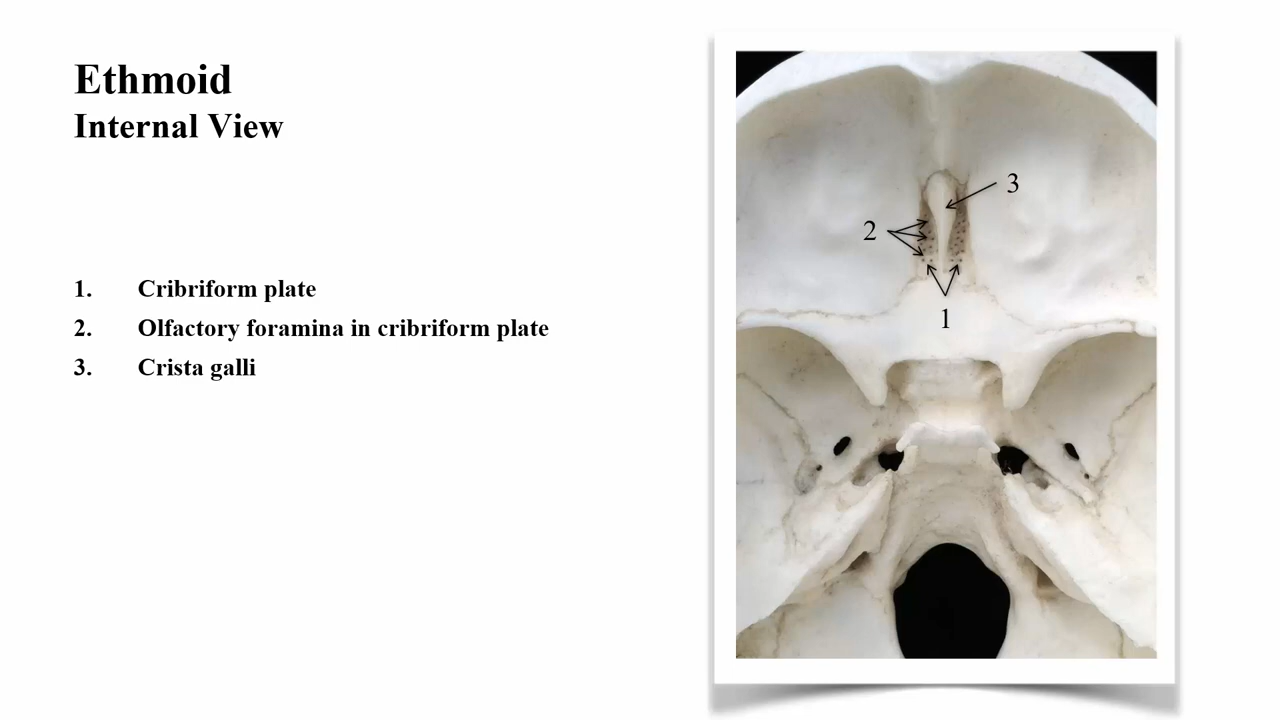 Ethmoid
Internal View
1. Cribriform plate
2. Olfactory foramina in cribriform plate
3. Crista galli
3
2
1